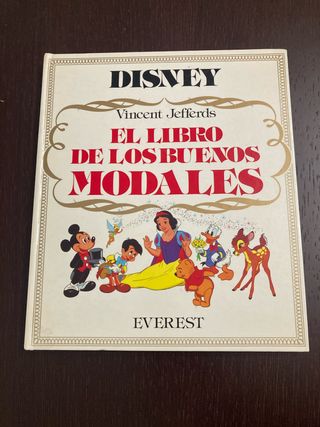 DISNEY
Vincent Jefferds
EL LIBRO
DE LOS BUENOS
MODALES
EVEREST